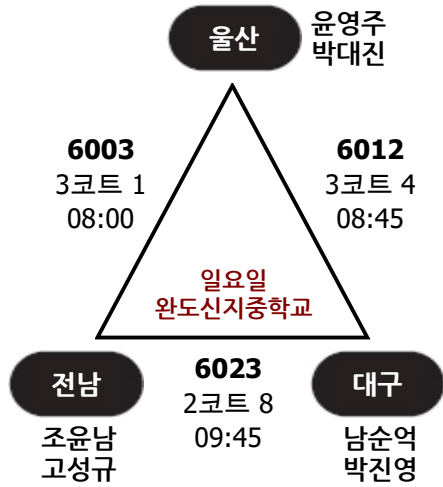 울산
윤영주
박대진
6003
3코트 1
08:00
6012
3코트 4
08:45
일요일
완도신지중학교
전남
조윤남
고성규
6023
2코트 8
09:45
대구
남순억
박진영